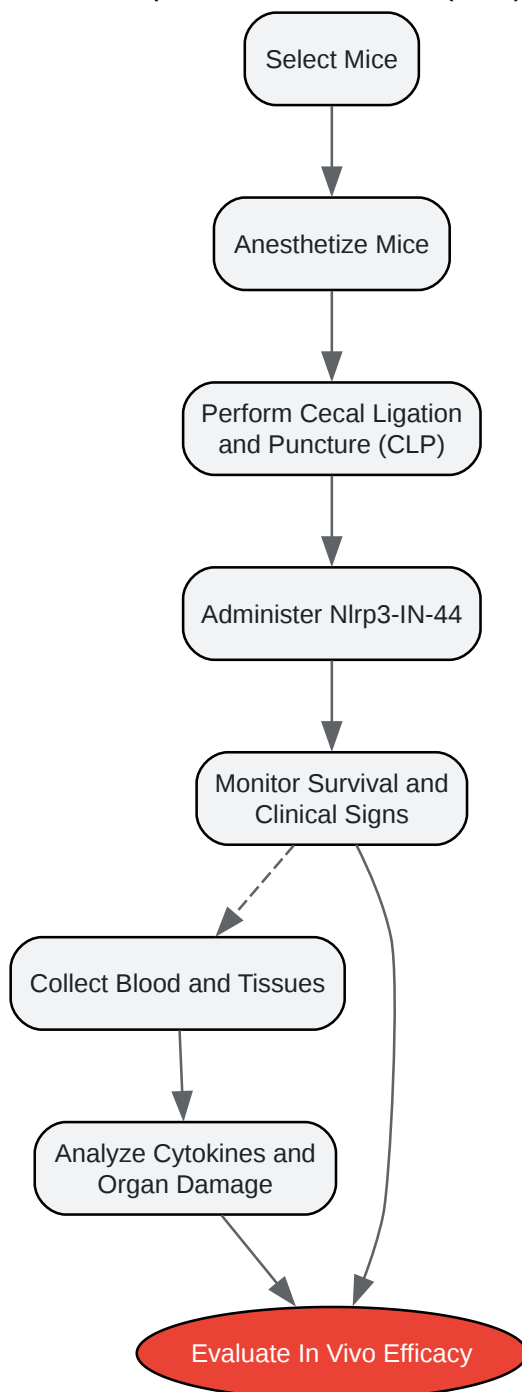 Select Mice
Anesthetize Mice
Perform Cecal Ligation
and Puncture (CLP)
Administer Nlrp3-IN-44
Monitor Survival and
Clinical Signs
Collect Blood and Tissues
Analyze Cytokines and
Organ Damage
Evaluate In Vivo Efficacy